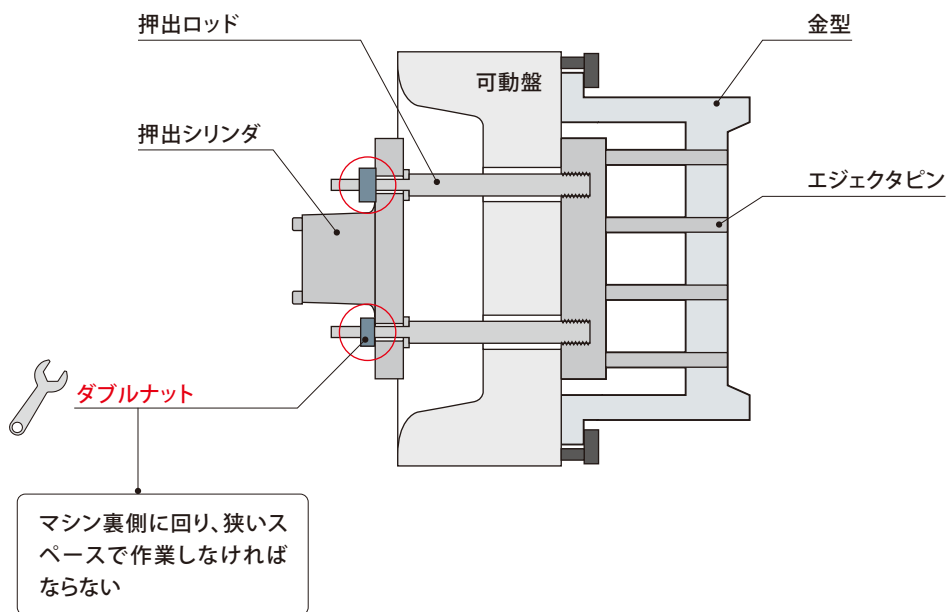 押出ロッド
金型
可動盤
押出シリンダ
エジェクタピン
ダブルナット
マシン裏側に回り、狭いス
ペースで作業しなければ
ならない